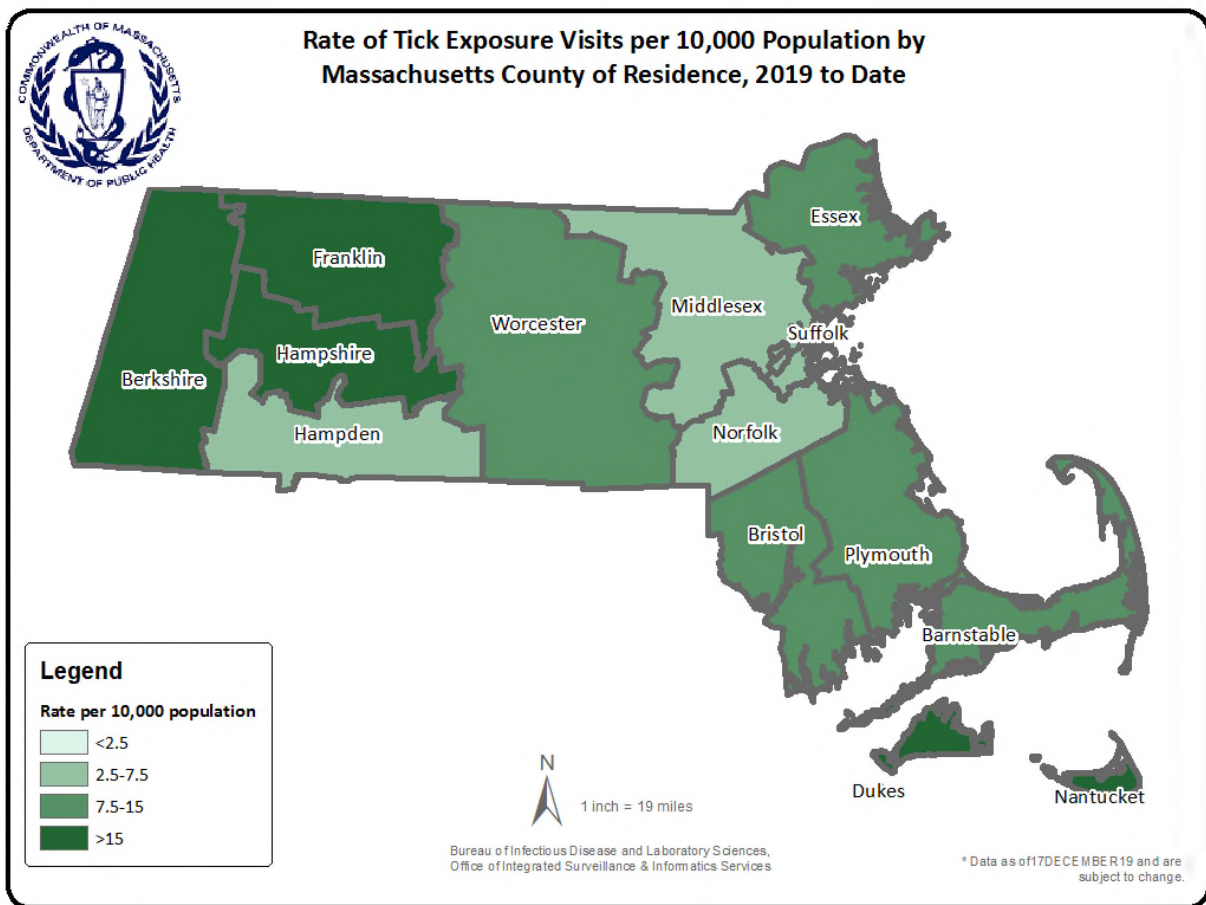 COMMONWEALTH OF MASSACHUSETTS
DEPARTMENT OF PUBLIC HEALTH
Rate of Tick Exposure Visits per 10,000 Population by
Massachusetts County of Residence, 2019 to Date
Essex
Franklin
Middlesex
Worcester
Suffolk
Hampshire
Berkshire
Hampden
Norfolk
Bristol
Plymouth
Barnstable
Dukes
Nantucket
Legend
Rate per 10,000 population
<2.5
2.5-7.5
7.5-15
>15
N
1 inch = 19 miles
Bureau of Infectious Disease and Laboratory Sciences,
Office of Integrated Surveillance & Informatics Services
* Data as of17DECEMBER19 and are
subject to change.